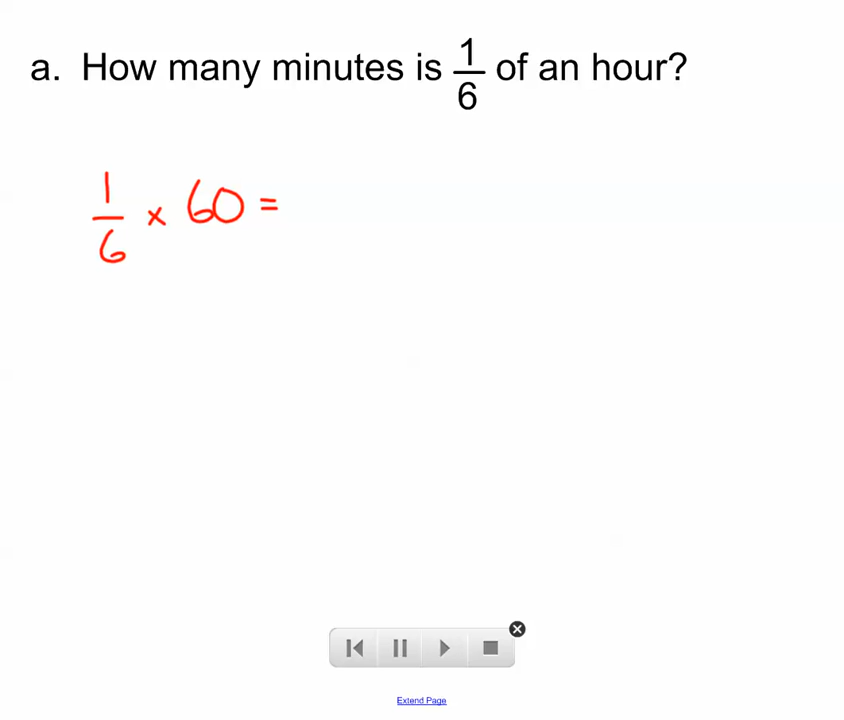 a. How many minutes is 1/6 of an hour?
1/6 × 60 =
Extend Page